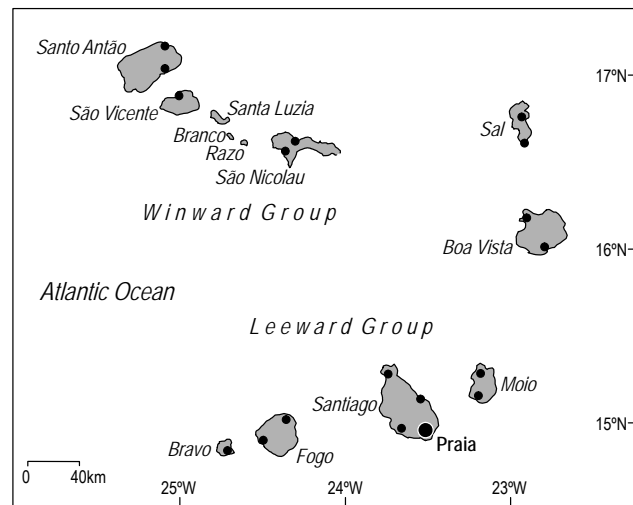 Santo Antão
17ºN
São Vicente
Santa Luzia
Branco
Razo
Sal
São Nicolau
Winward Group
Boa Vista
16ºN
Atlantic Ocean
Leeward Group
Moio
Santiago
15ºN
Praia
Bravo
Fogo
0 40km
25ºW 24ºW 23ºW